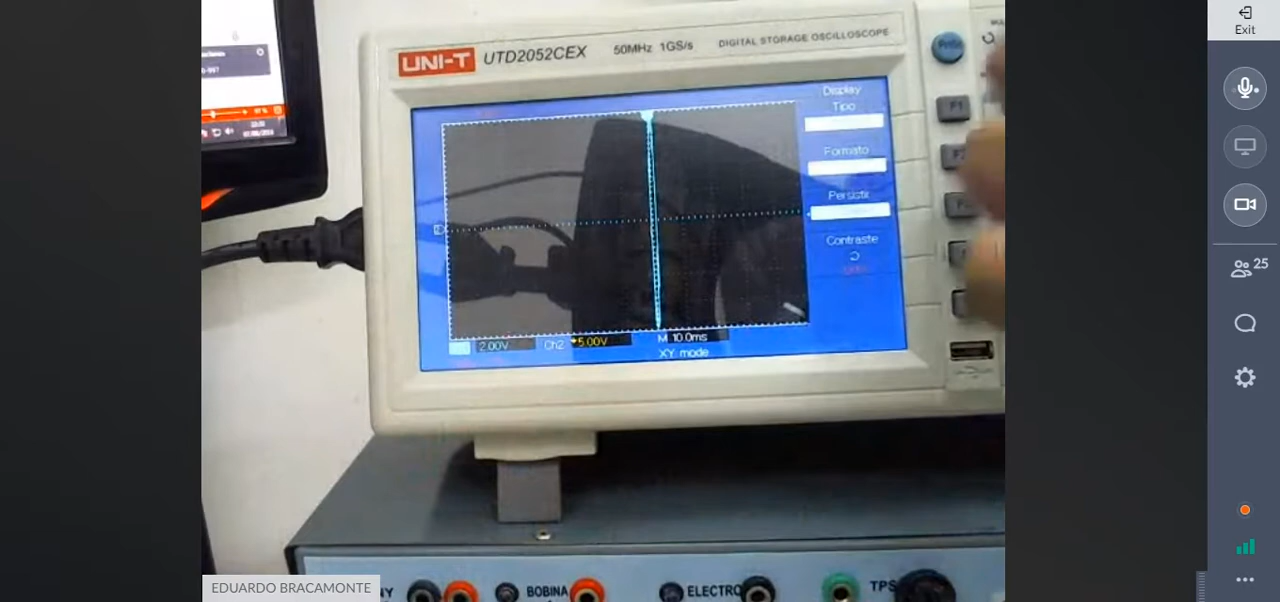 Exit
UNI-T UTD2052CEX 50MHz 1GS/s DIGITAL STORAGE OSCILLOSCOPE
Display
Tipo
Formato
Persistir
Contraste
2.00V Ch2 5.00V M 10.0ms
XY mode
25
EDUARDO BRACAMONTE
BOBINA
ELECTRO
TPS